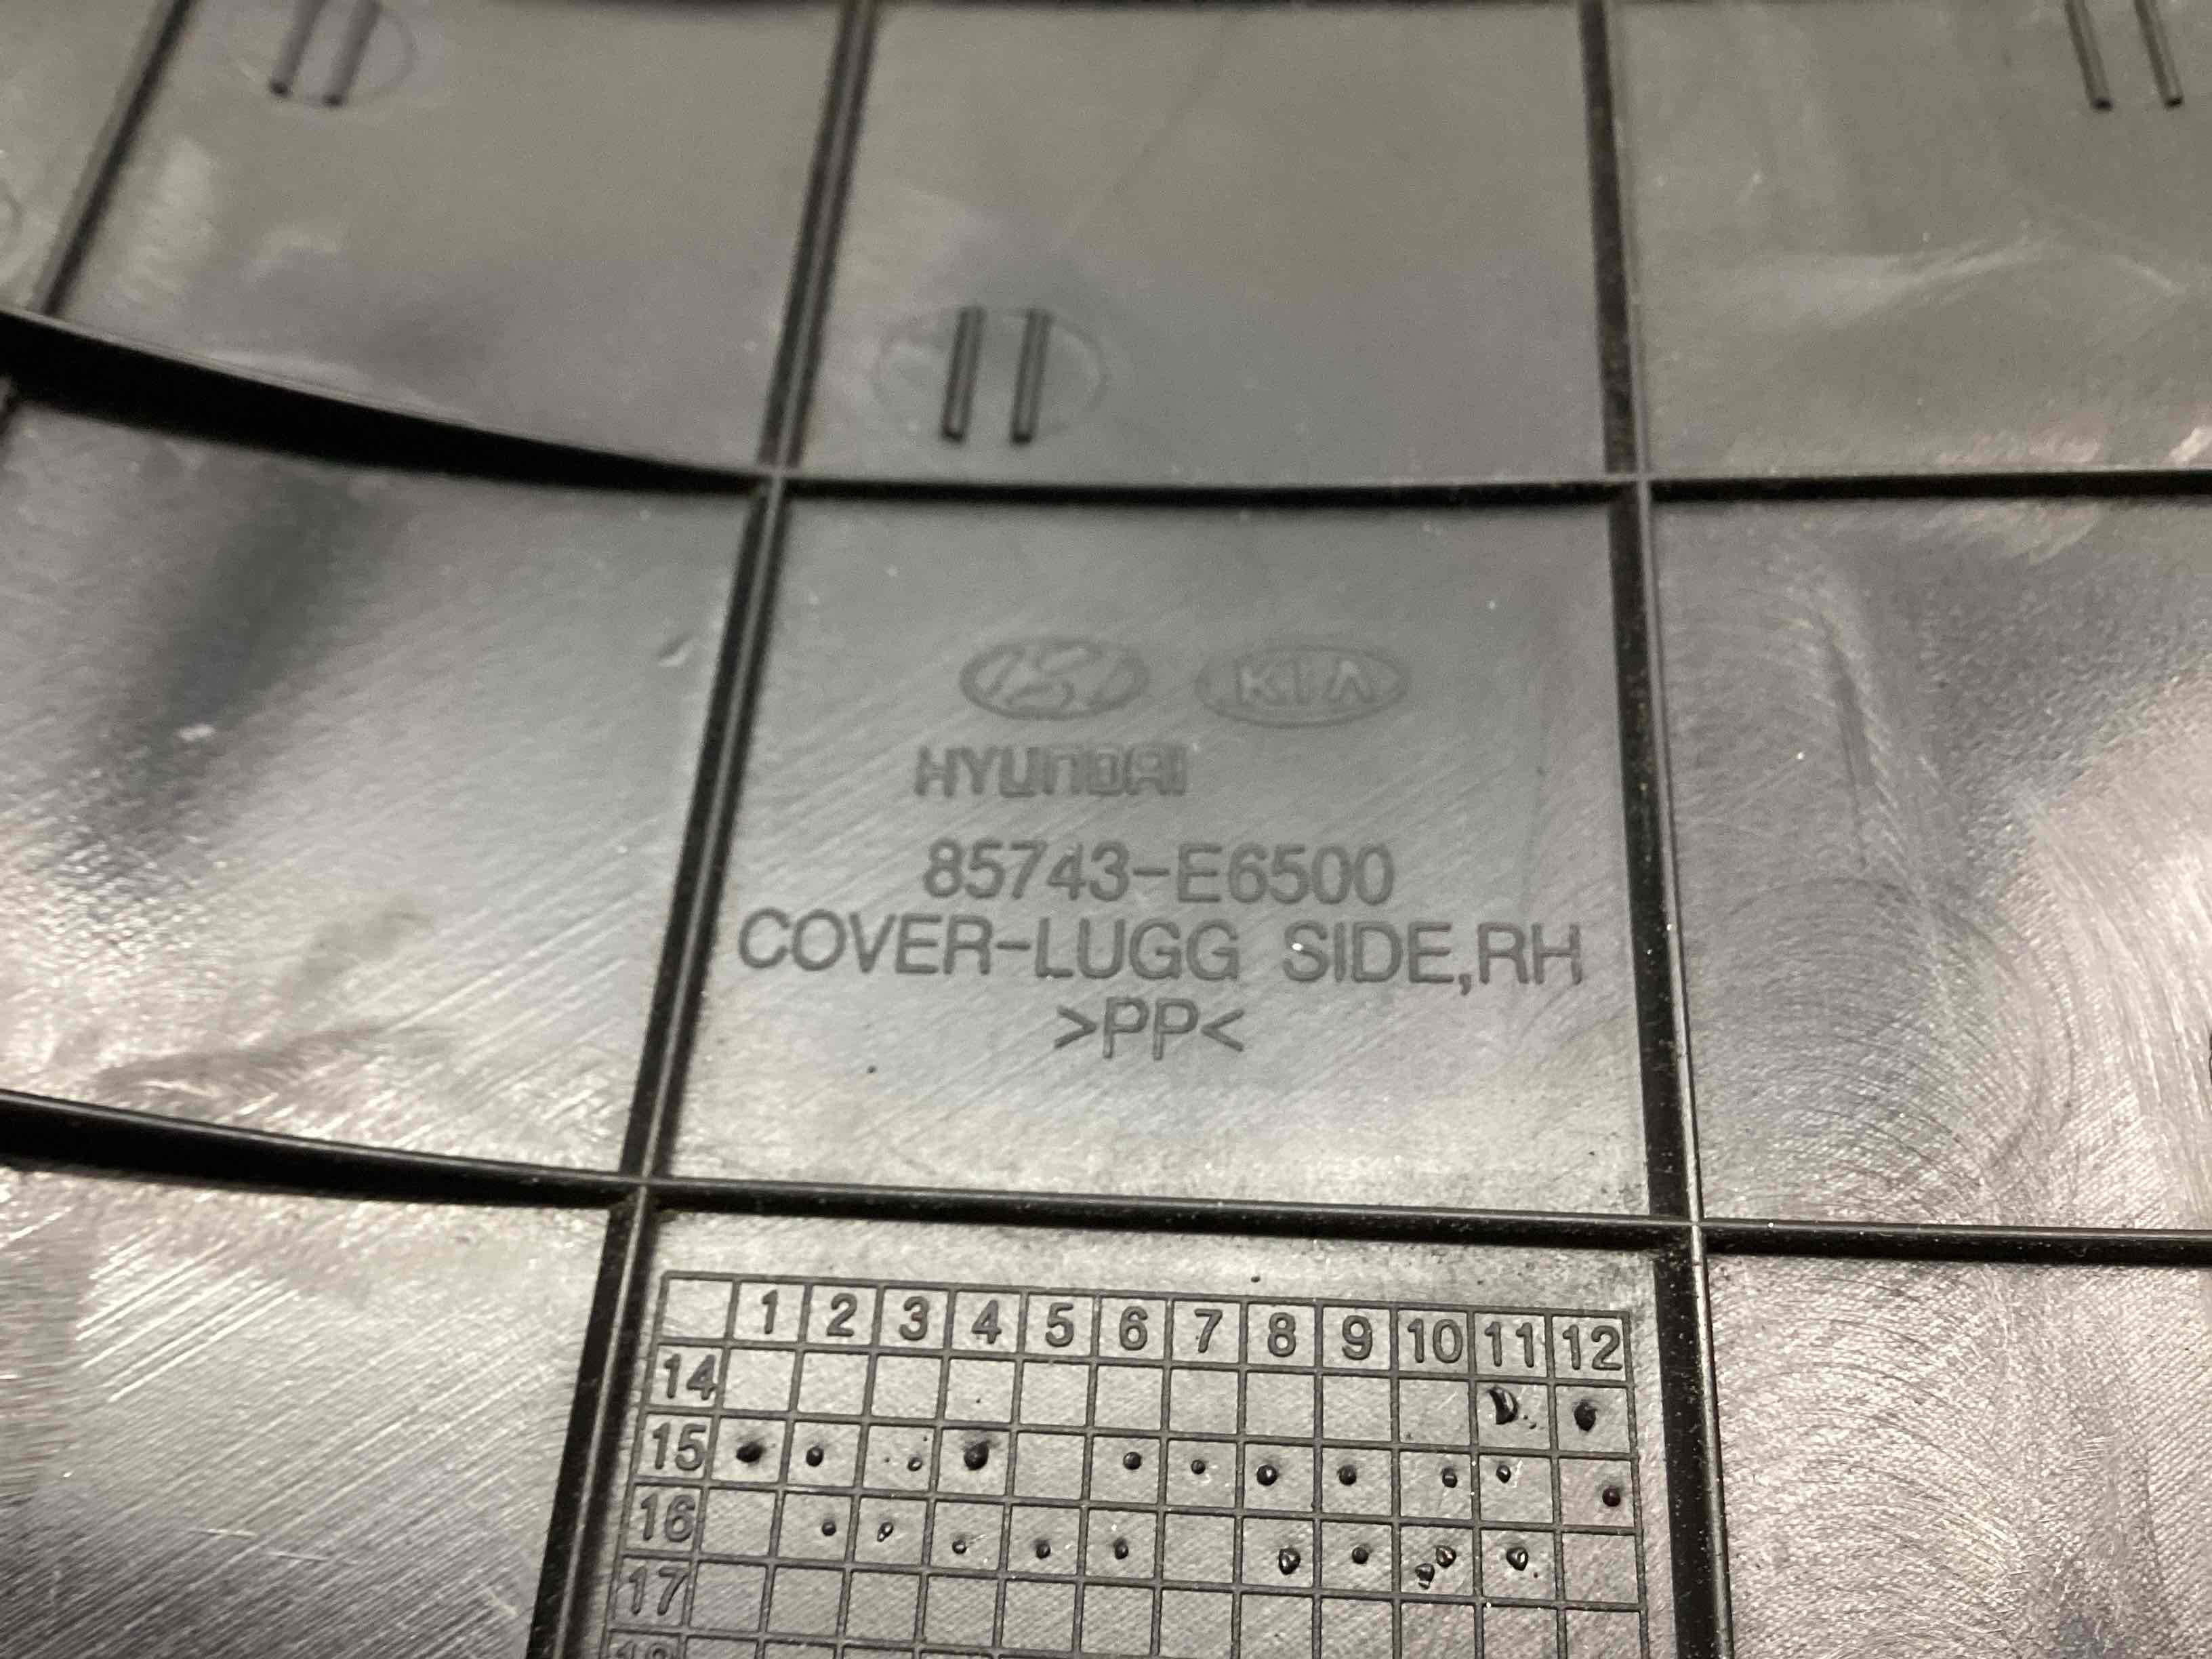 KIA
HYUNDAI
85743-E6500
COVER-LUGG SIDE,RH
>PP<
1 2 3 4 5 6 7 8 9 10 11 12
14
15
16
17